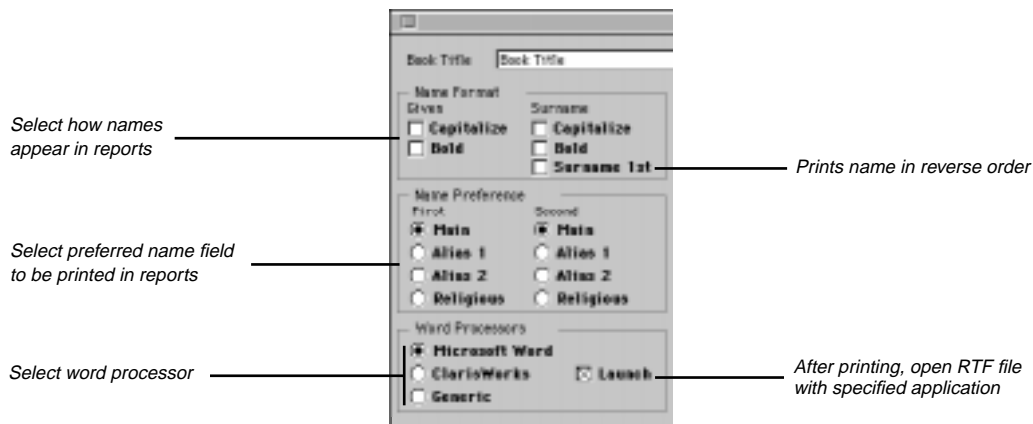 Book Title Book Title
Name Format
Given Surname
Capitalize Capitalize
Bold Bold
Surname 1st
Select how names
appear in reports
Prints name in reverse order
Name Preference
First Second
Main Main
Alias 1 Alias 1
Alias 2 Alias 2
Religious Religious
Select preferred name field
to be printed in reports
Word Processors
Microsoft Word
ClarisWorks Launch
Generic
Select word processor
After printing, open RTF file
with specified application